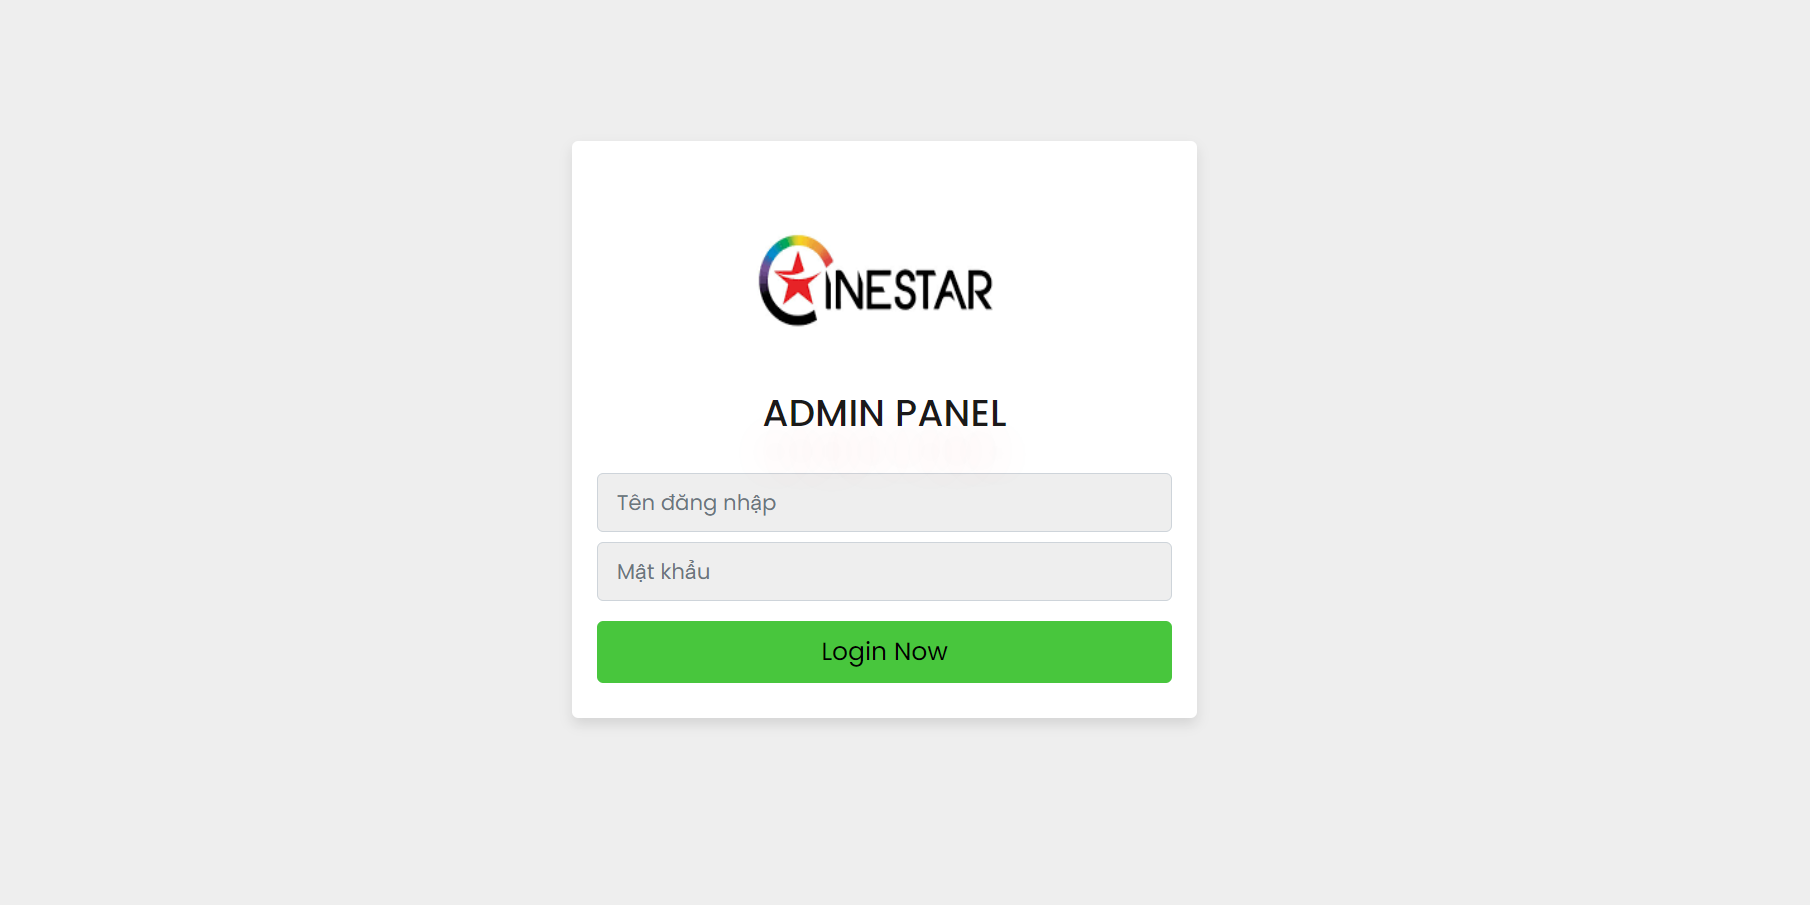 CINESTAR
ADMIN PANEL
Tên đăng nhập
Mật khẩu
Login Now